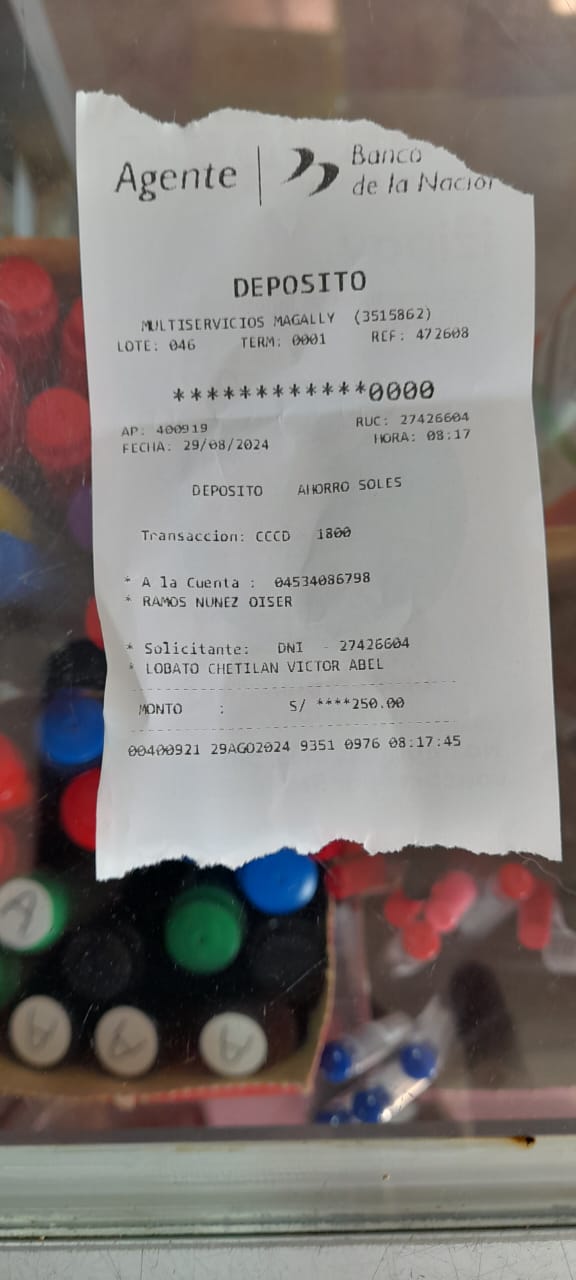 Agente | Banco
de la Nación
DEPOSITO
MULTISERVICIOS MAGALLY (3515862)
LOTE: 046 TERM: 0001 REF: 472608
************0000
AP: 400919 RUC: 27426604
FECHA: 29/08/2024 HORA: 08:17
DEPOSITO AHORRO SOLES
Transaccion: CCCD 1800
* A la Cuenta : 04534086798
* RAMOS NUNEZ OISER
* Solicitante: DNI - 27426604
* LOBATO CHETILAN VICTOR ABEL
MONTO : S/ ****250.00
00400921 29AGO2024 9351 0976 08:17:45
A
A
A
A